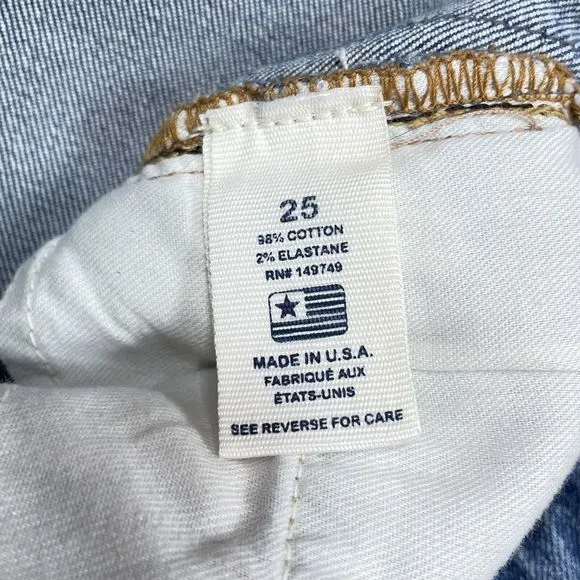 25
98% COTTON
2% ELASTANE
RN# 149749
MADE IN U.S.A.
FABRIQUÉ AUX
ÉTATS-UNIS
SEE REVERSE FOR CARE